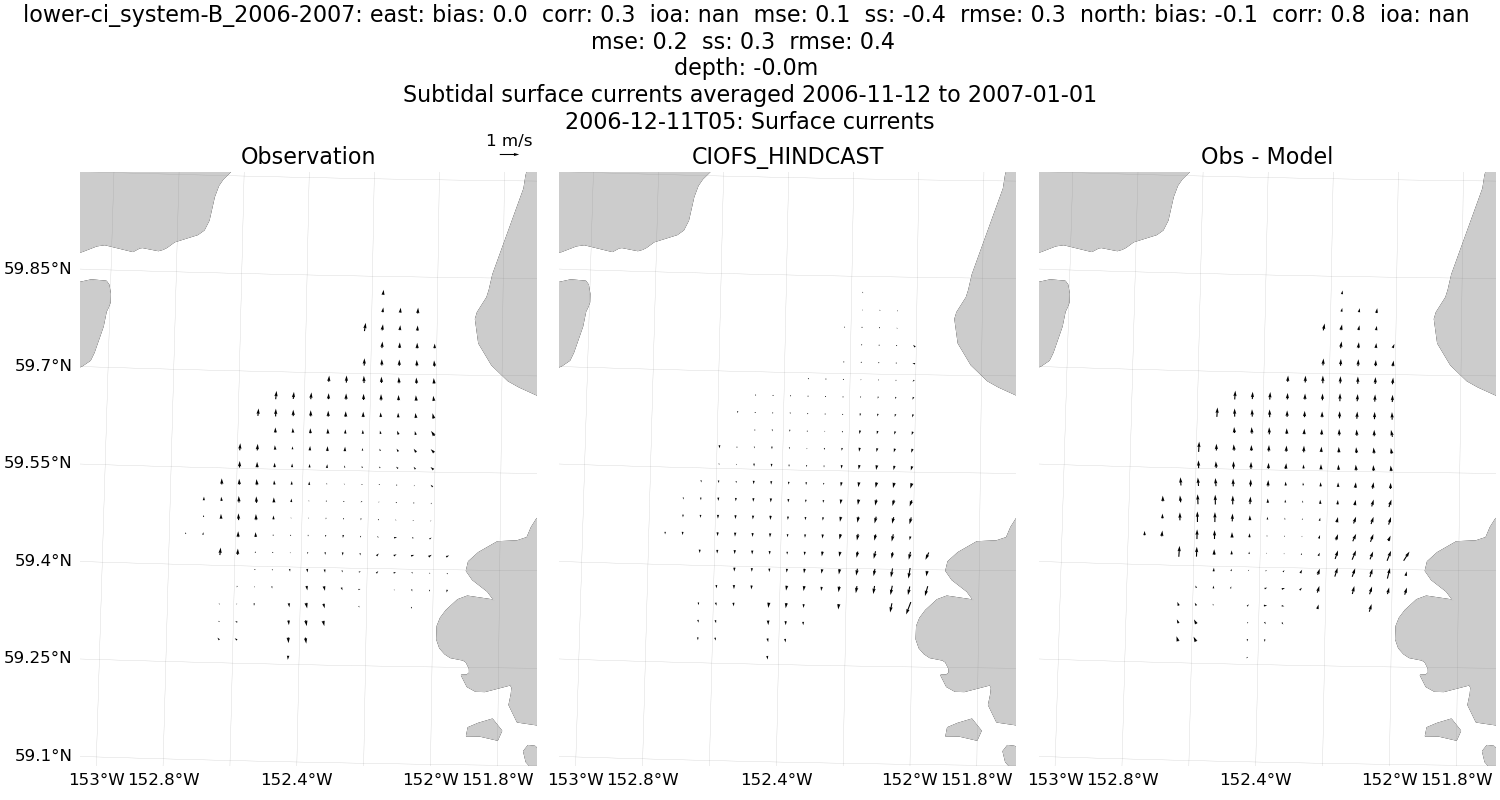 lower-ci_system-B_2006-2007: east: bias: 0.0  corr: 0.3  ioa: nan  mse: 0.1  ss: -0.4  rmse: 0.3  north: bias: -0.1  corr: 0.8  ioa: nan
mse: 0.2  ss: 0.3  rmse: 0.4
depth: -0.0m
Subtidal surface currents averaged 2006-11-12 to 2007-01-01
2006-12-11T05: Surface currents
1 m/s
Observation
CIOFS_HINDCAST
Obs - Model
59.85°N
59.7°N
59.55°N
59.4°N
59.25°N
59.1°N
153°W 152.8°W 152.4°W 152°W 151.8°W
153°W 152.8°W 152.4°W 152°W 151.8°W
153°W 152.8°W 152.4°W 152°W 151.8°W